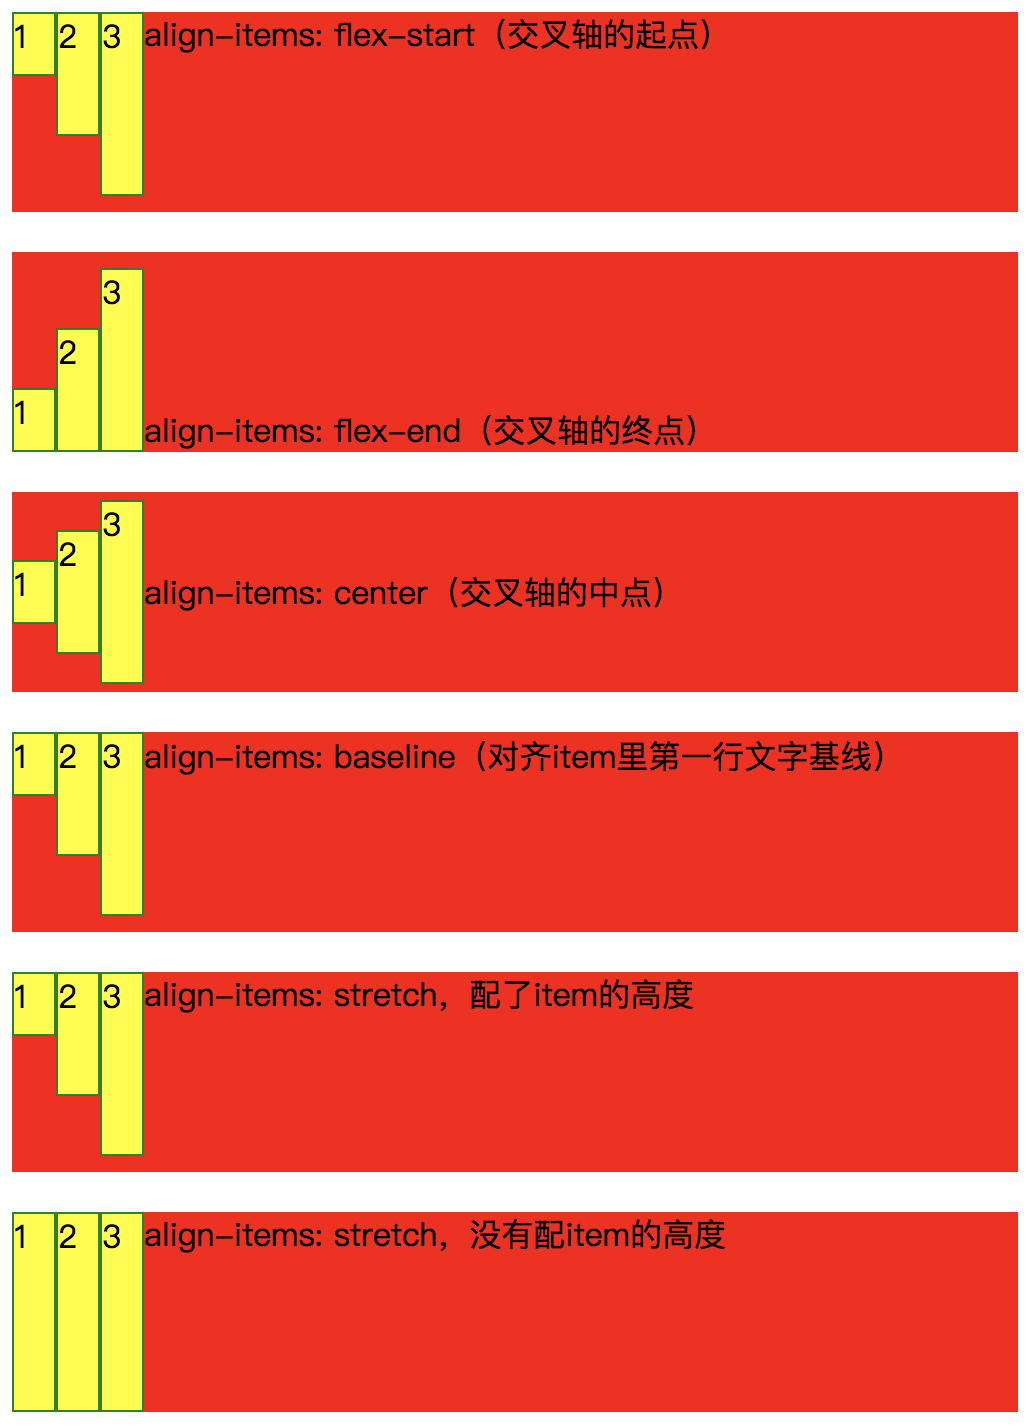 1 2 3 align-items: flex-start（交叉轴的起点）
3
2
1 align-items: flex-end（交叉轴的终点）
3
2
1 align-items: center（交叉轴的中点）
1 2 3 align-items: baseline（对齐item里第一行文字基线）
1 2 3 align-items: stretch，配了item的高度
1 2 3 align-items: stretch，没有配item的高度